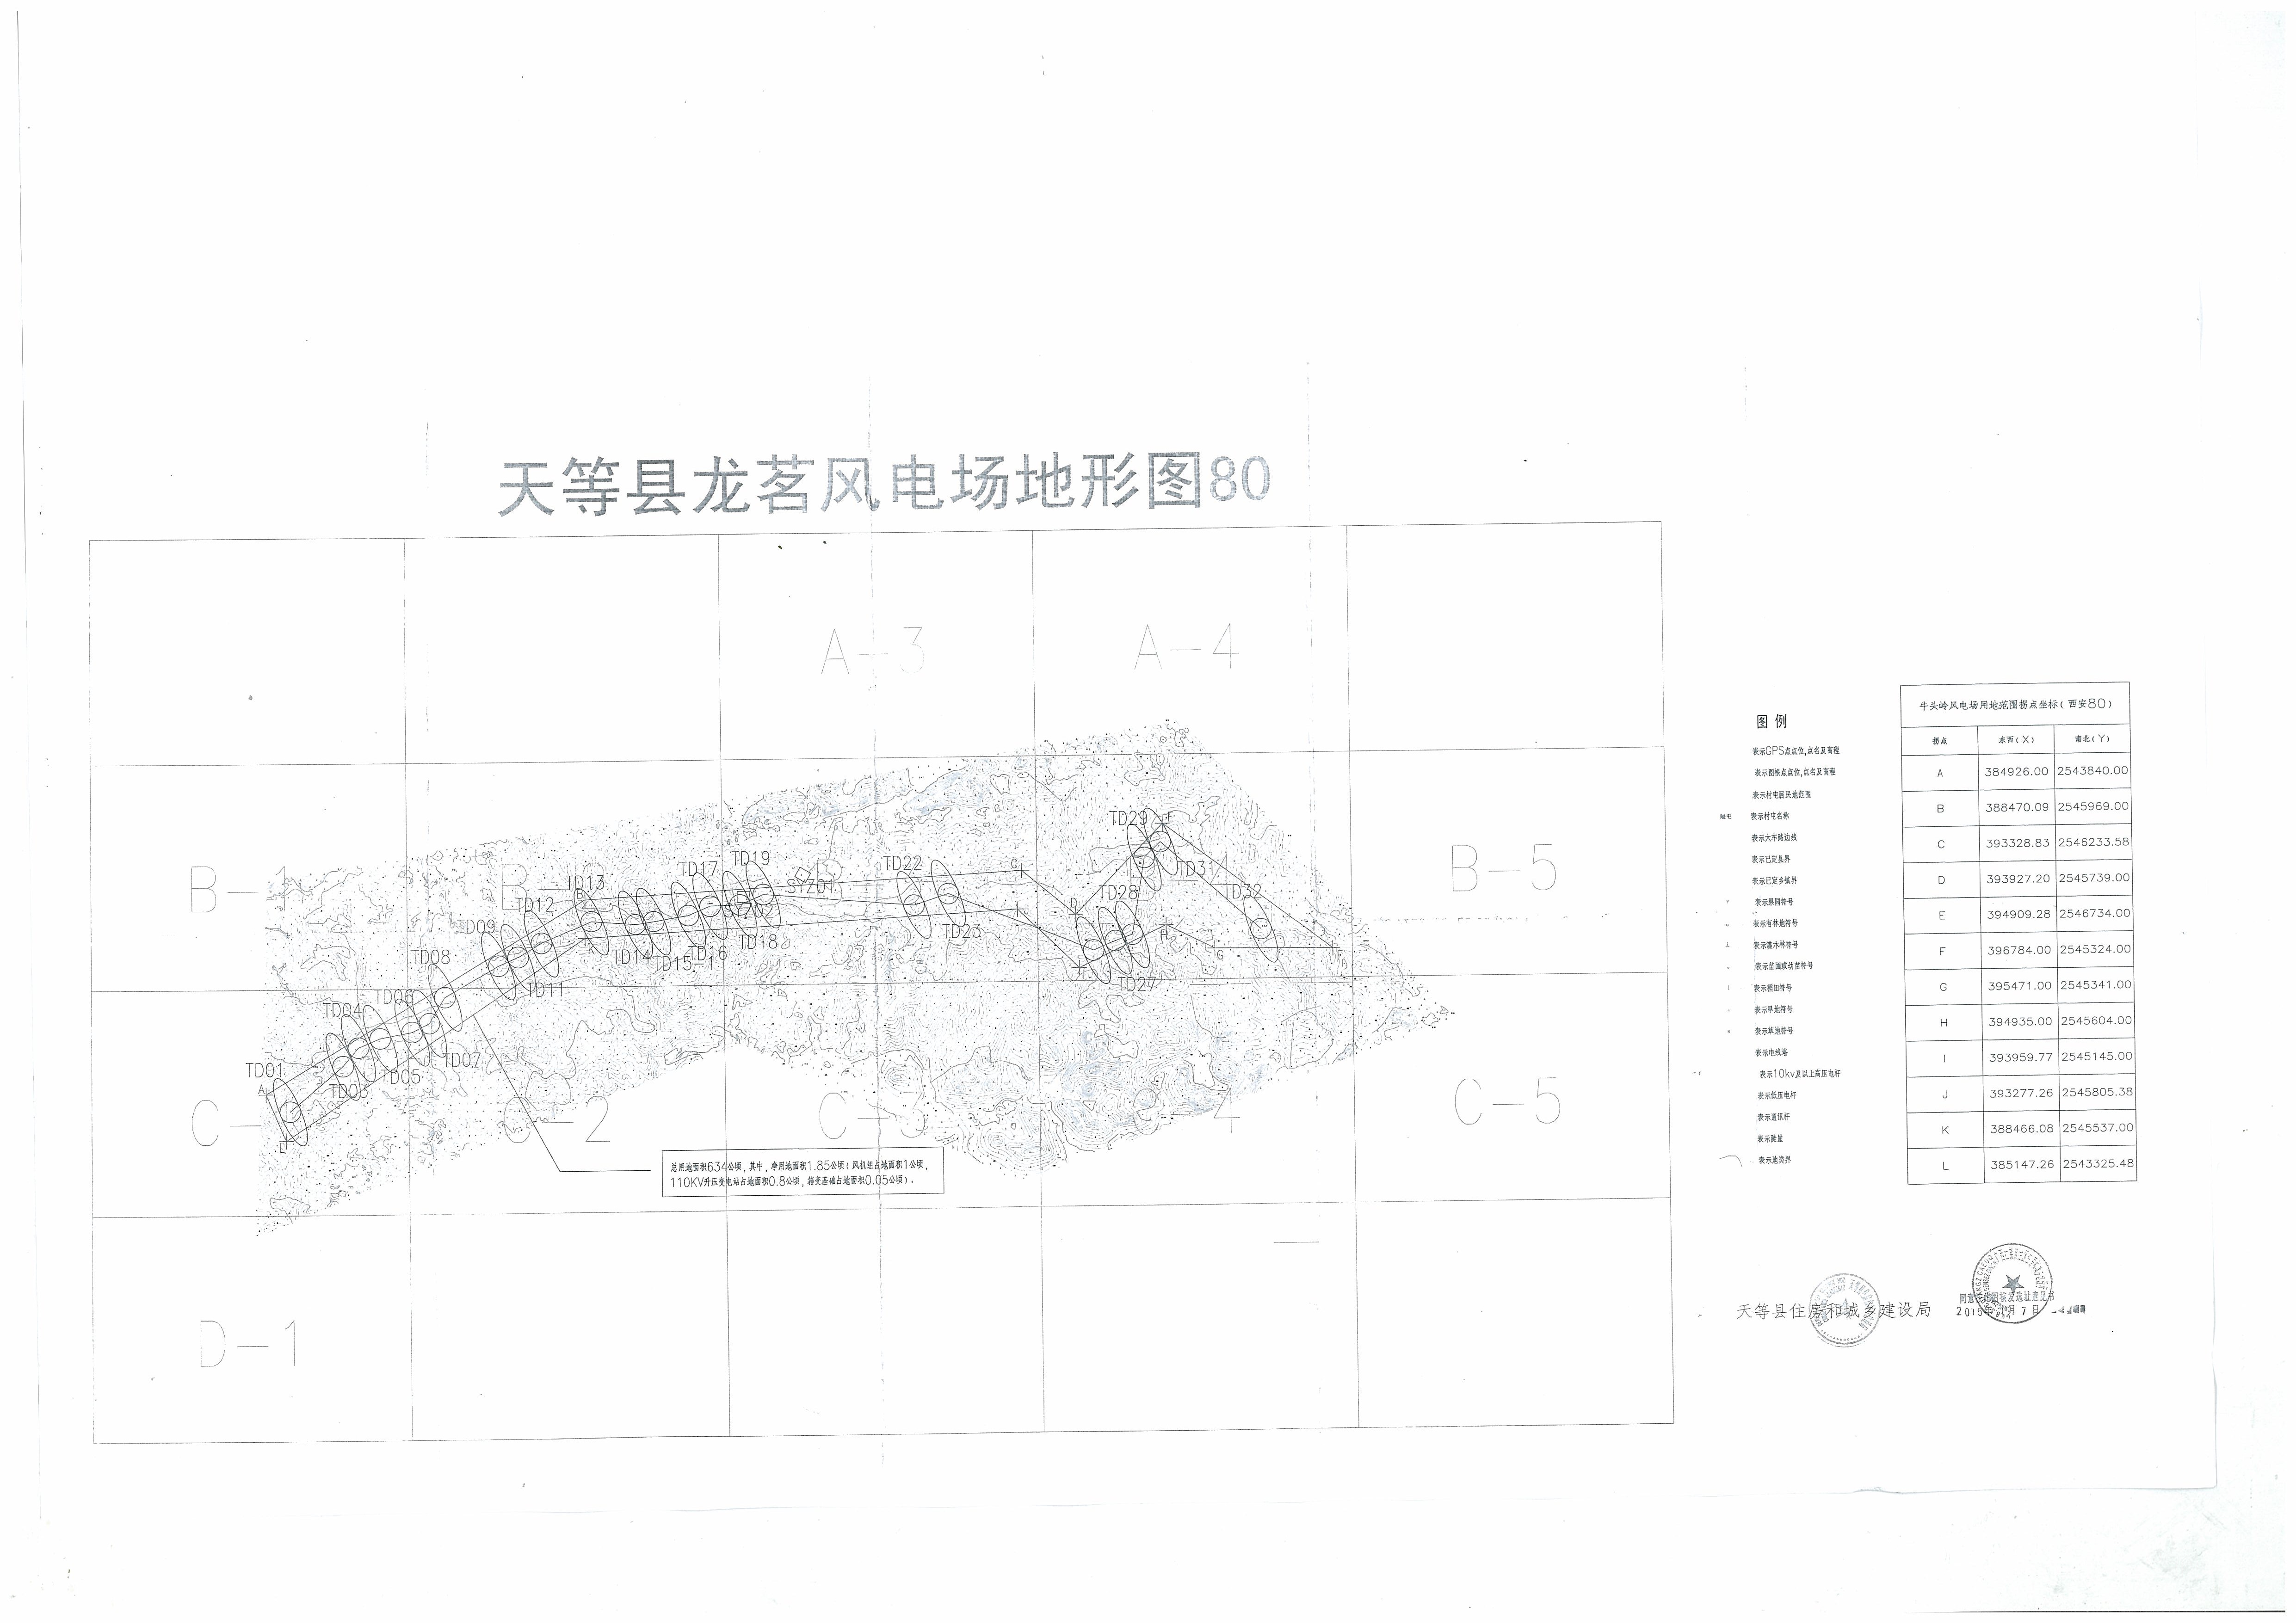 天等县龙茗风电场地形图80
A-3
A-4
B-1
B-5
C-2
C-3
C-4
C-5
D-1
TD01
TD03
TD04
TD05
TD06
TD07
TD08
TD09
TD11
TD12
TD13
TD14
TD15-1
TD16
TD17
TD18
TD19
SYZ01
SYZ02
TD22
TD23
TD27
TD28
TD29
TD31
TD32
总用地面积634公顷，其中，净用地面积1.85公顷（风机组占地面积1公顷，
110KV升压变电站占地面积0.8公顷，箱变基础占地面积0.05公顷）。
图例
表示GPS点点位,点名及高程
表示图根点点位,点名及高程
表示村屯居民地范围
表示村屯名称
表示大车路边线
表示已定县界
表示已定乡镇界
表示果园符号
表示有林地符号
表示灌木林符号
表示苗圃或幼苗符号
表示稻田符号
表示旱地符号
表示草地符号
表示电线塔
表示10kv及以上高压电杆
表示低压电杆
表示通讯杆
表示陡崖
表示地类界
牛头岭风电场用地范围拐点坐标（西安80）
拐点 东西（X） 南北（Y）
A 384926.00 2543840.00
B 388470.09 2545969.00
C 393328.83 2546233.58
D 393927.20 2545739.00
E 394909.28 2546734.00
F 396784.00 2545324.00
G 395471.00 2545341.00
H 394935.00 2545604.00
I 393959.77 2545145.00
J 393277.26 2545805.38
K 388466.08 2545537.00
L 385147.26 2543325.48
天等县住房和城乡建设局